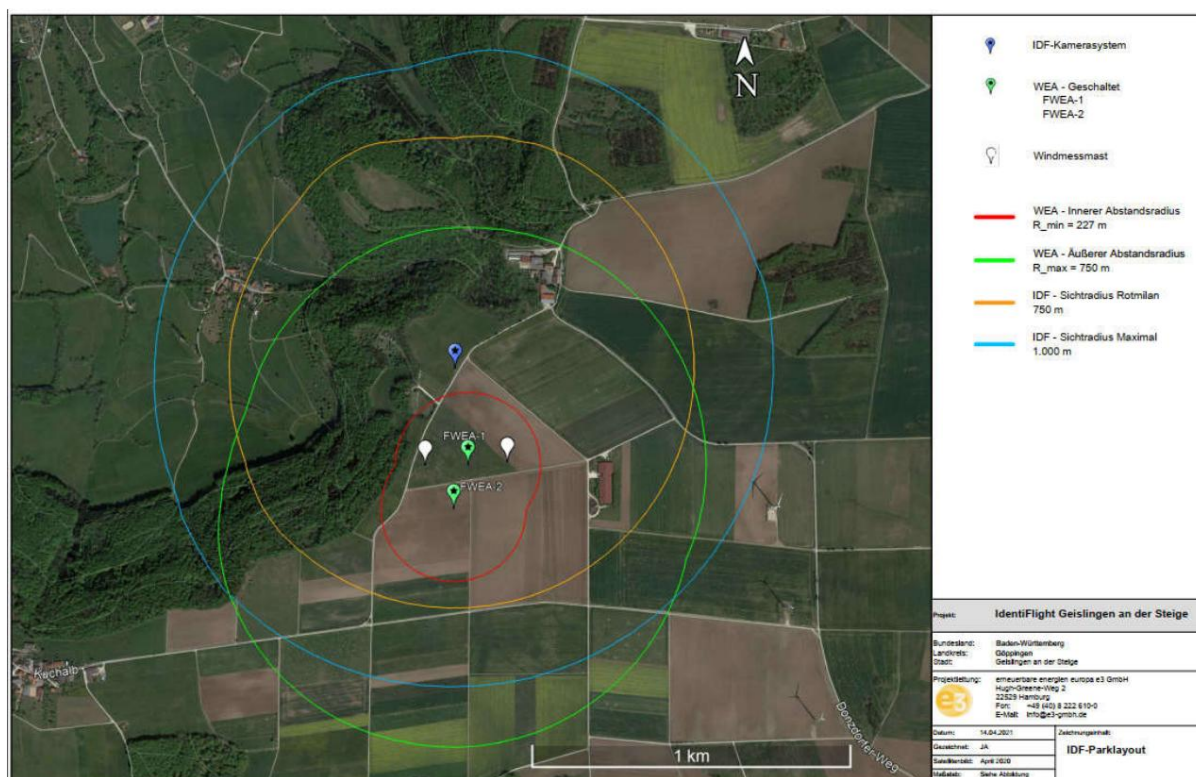 N
FWEA-1
FWEA-2
Kuchalb
Donzdorfer-Weg
1 km
IDF-Kamerasystem
WEA - Geschaltet
FWEA-1
FWEA-2
Windmessmast
WEA - Innerer Abstandsradius
R_min = 227 m
WEA - Äußerer Abstandsradius
R_max = 750 m
IDF - Sichtradius Rotmilan
750 m
IDF - Sichtradius Maximal
1.000 m
Projekt: IdentiFlight Geislingen an der Steige
Bundesland: Baden-Württemberg
Landkreis: Göppingen
Stadt: Geislingen an der Steige
Projektleitung: erneuerbare energien europa e3 GmbH
Hugh-Greene-Weg 2
22529 Hamburg
Fon: +49 (40) 8 222 610-0
E-Mail: info@e3-gmbh.de
e3
Datum: 14.04.2021
Gezeichnet: JA
Satellitenbild: April 2020
Maßstab: Siehe Abbildung
Zeichnungsinhalt:
IDF-Parklayout